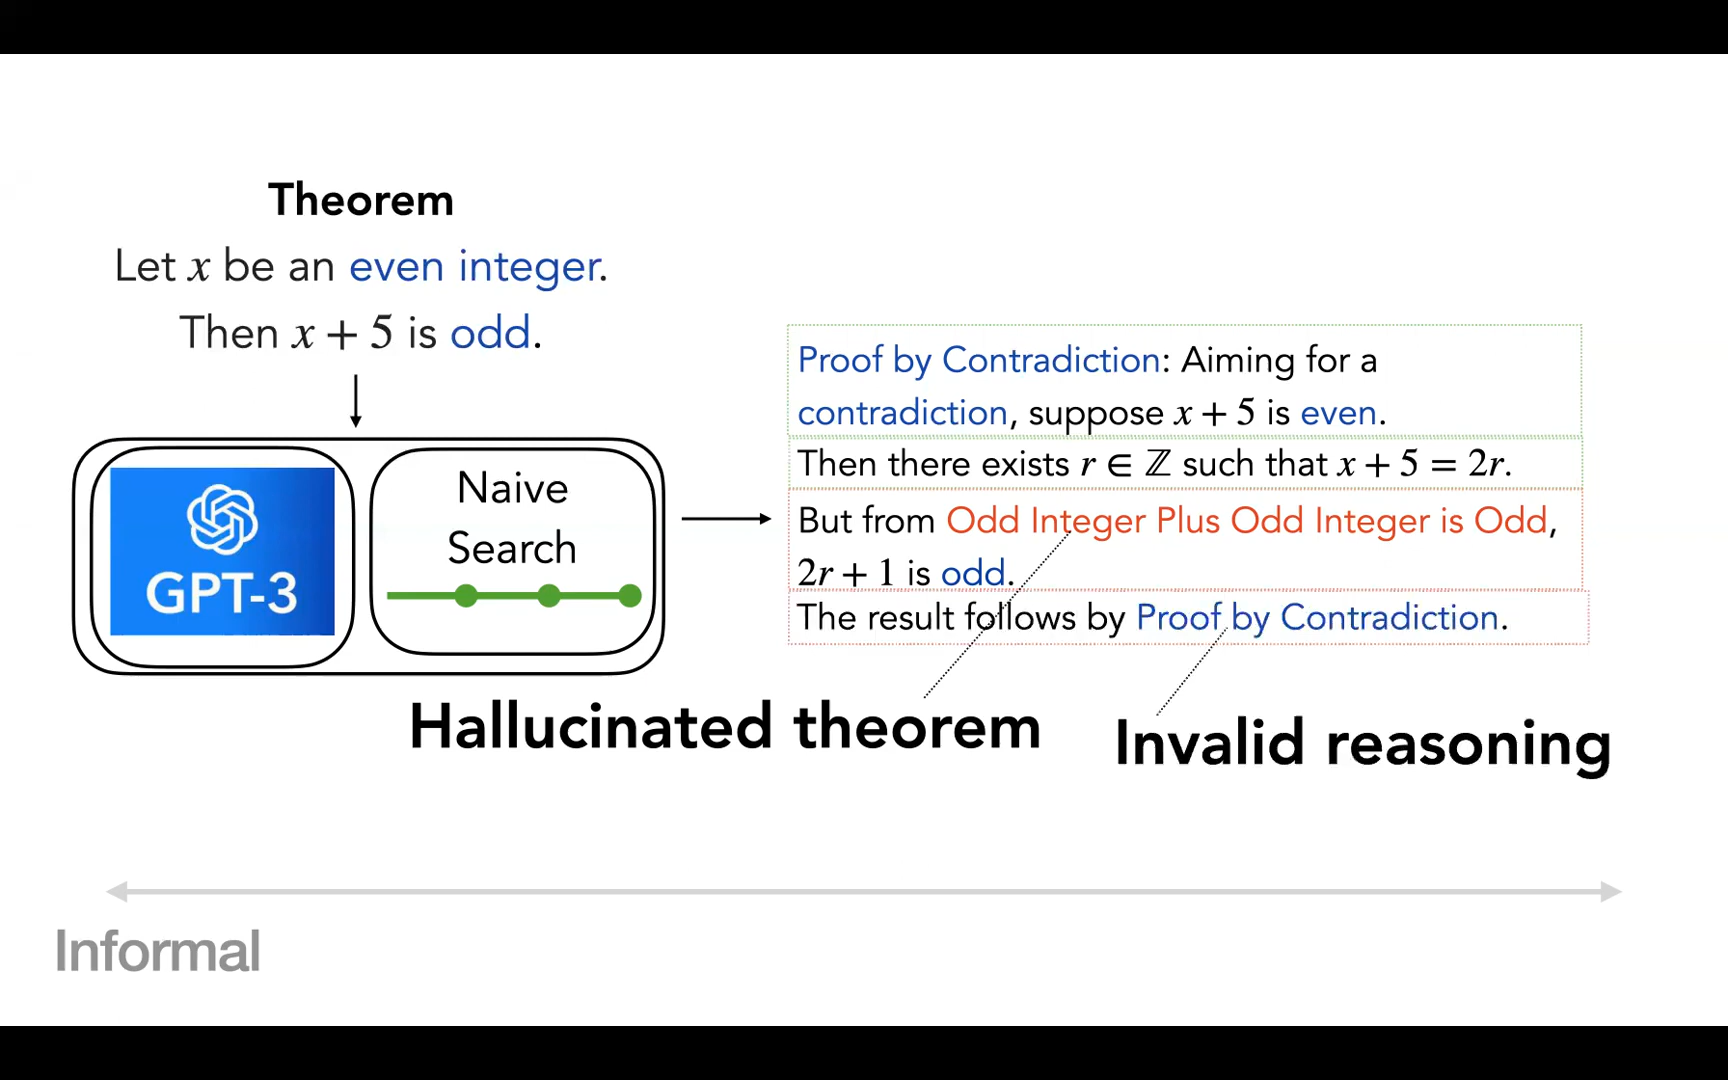 Theorem
Let x be an even integer.
Then x + 5 is odd.
GPT-3
Naive
Search
Proof by Contradiction: Aiming for a
contradiction, suppose x + 5 is even.
Then there exists r ∈ ℤ such that x + 5 = 2r.
But from Odd Integer Plus Odd Integer is Odd,
2r + 1 is odd.
The result follows by Proof by Contradiction.
Hallucinated theorem
Invalid reasoning
Informal